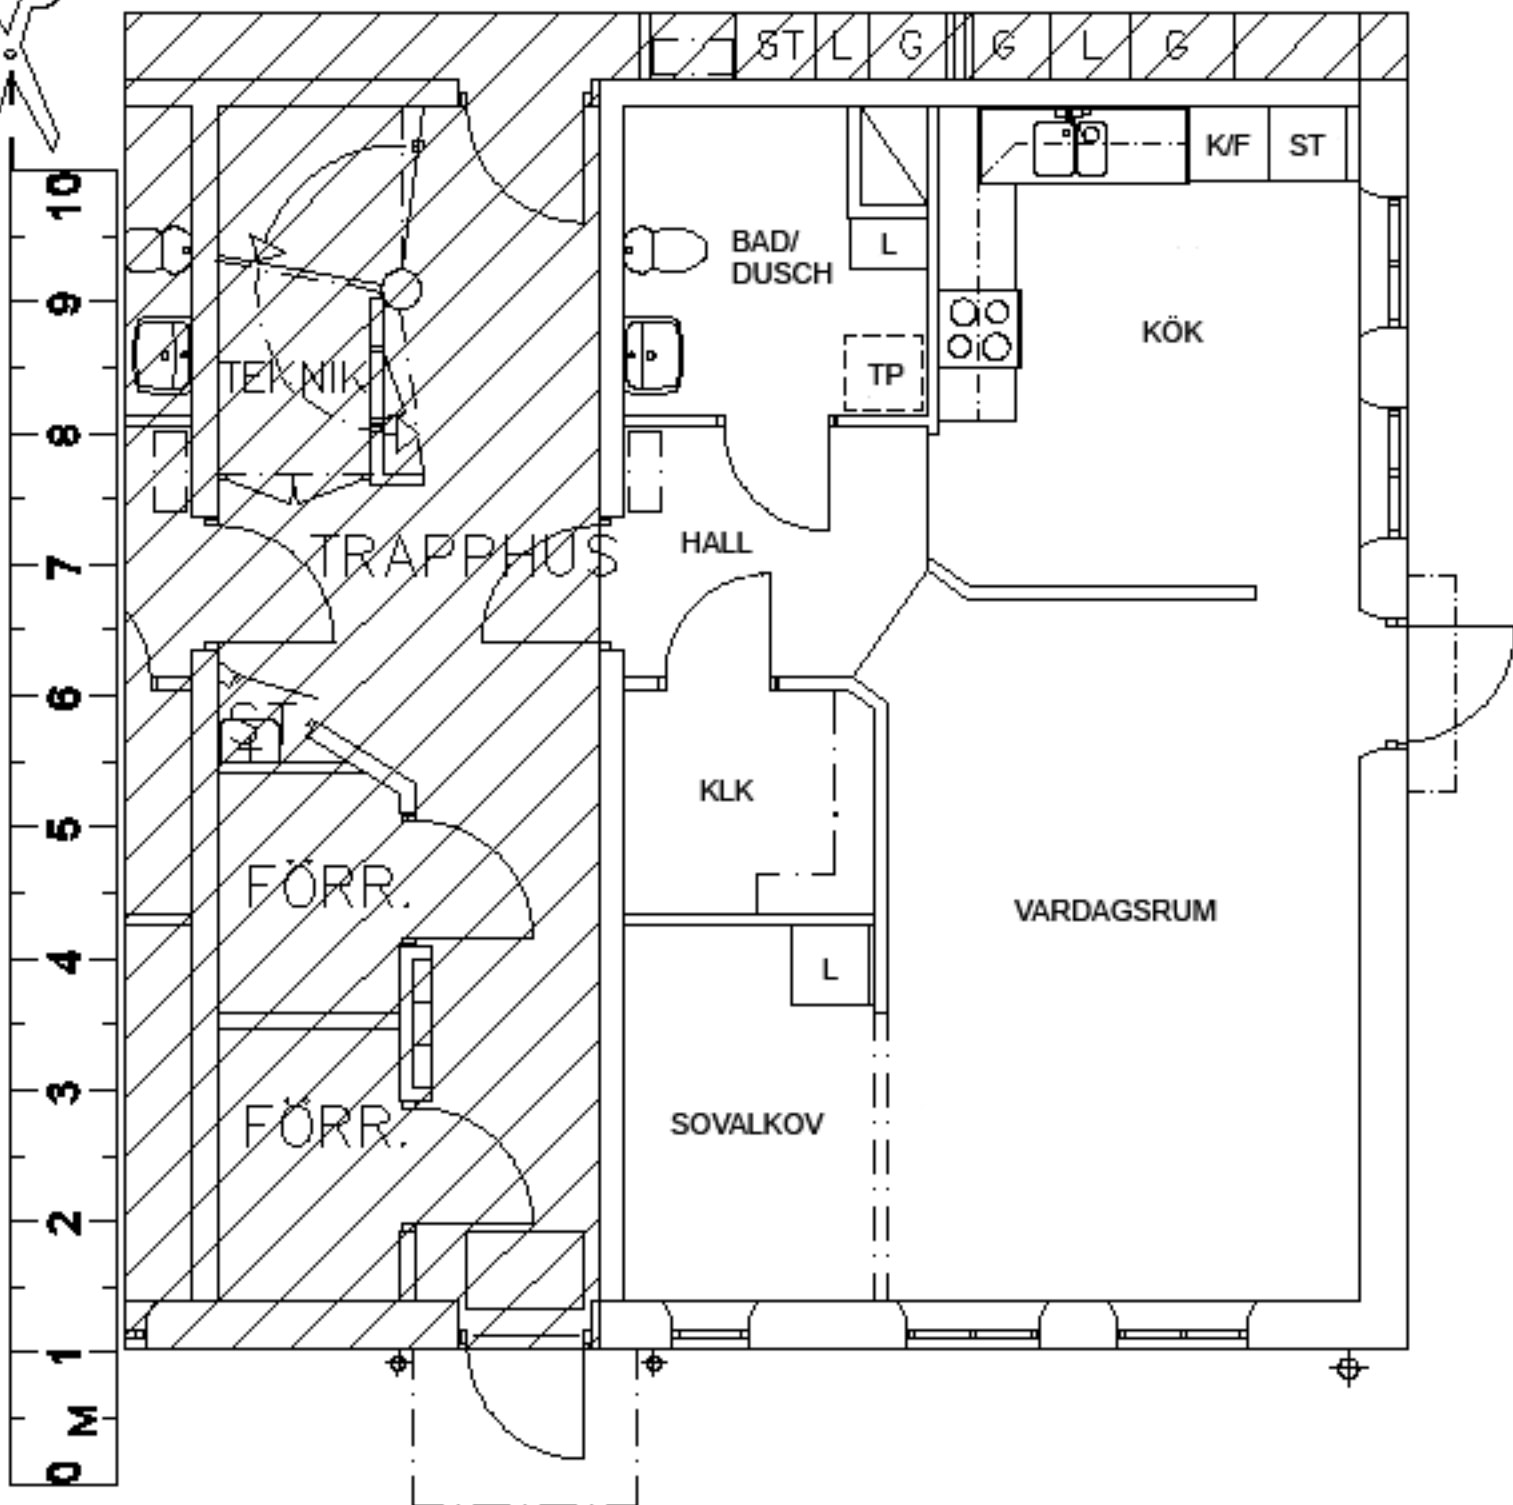 ST L G G L G
K/F ST
10
BAD/
DUSCH
L
9
KÖK
TEKNIK
TP
8
TRAPPHUS
HALL
7
6
ST
KLK
5
FÖRR.
VARDAGSRUM
4
L
3
FÖRR.
SOVALKOV
2
1
M
0